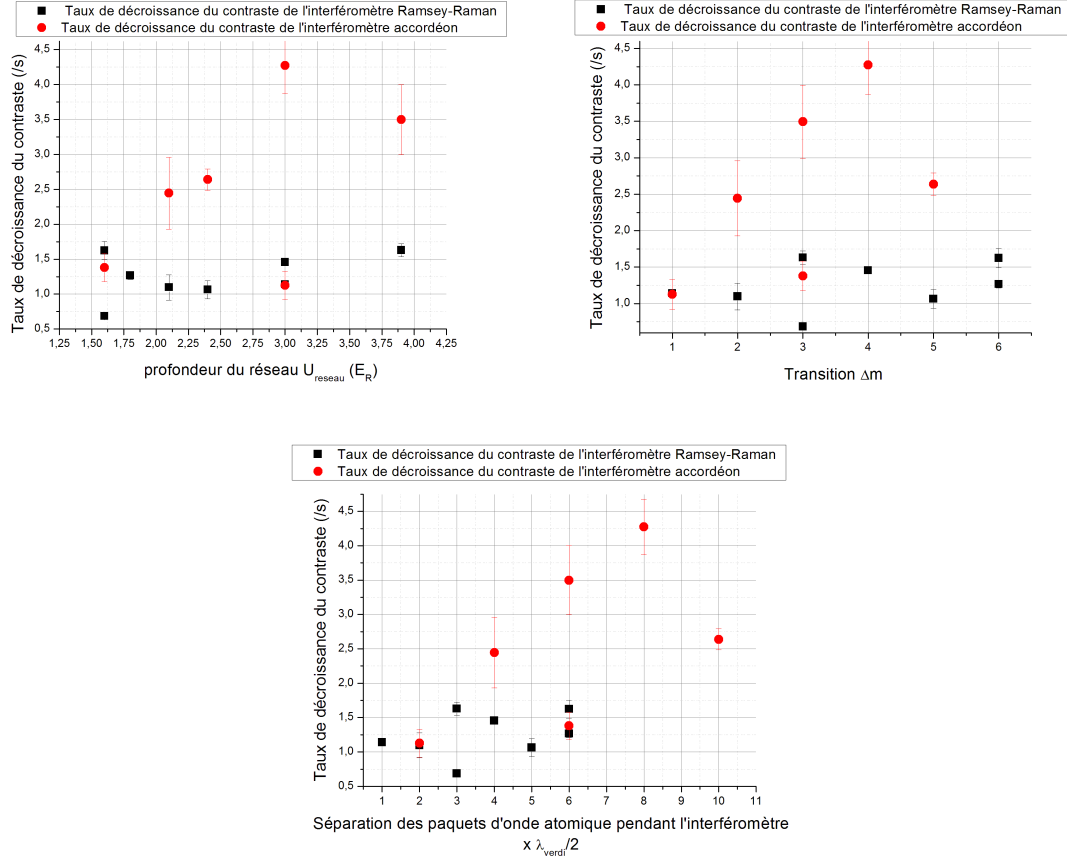 Taux de décroissance du contraste de l'interféromètre Ramsey-Raman
Taux de décroissance du contraste de l'interféromètre accordéon
Taux de décroissance du contraste (/s)
4,5
4,0
3,5
3,0
2,5
2,0
1,5
1,0
0,5
1,25 1,50 1,75 2,00 2,25 2,50 2,75 3,00 3,25 3,50 3,75 4,00 4,25
profondeur du réseau U_reseau (E_R)
Taux de décroissance du contraste de l'interféromètre Ramsey-Raman
Taux de décroissance du contraste de l'interféromètre accordéon
Taux de décroissance du contraste (/s)
4,5
4,0
3,5
3,0
2,5
2,0
1,5
1,0
1 2 3 4 5 6
Transition Δm
Taux de décroissance du contraste de l'interféromètre Ramsey-Raman
Taux de décroissance du contraste de l'interféromètre accordéon
Taux de décroissance du contraste (/s)
4,5
4,0
3,5
3,0
2,5
2,0
1,5
1,0
0,5
1 2 3 4 5 6 7 8 9 10 11
Séparation des paquets d'onde atomique pendant l'interféromètre
x λ_verdi/2